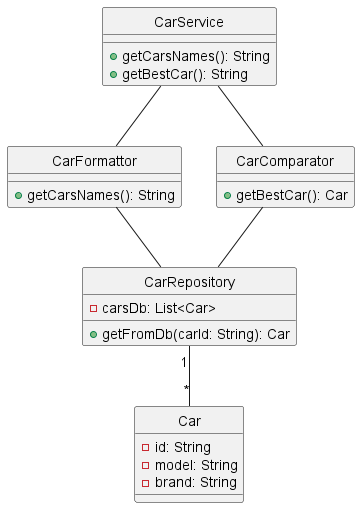 CarService
getCarsNames(): String
getBestCar(): String
CarFormattor
getCarsNames(): String
CarComparator
getBestCar(): Car
CarRepository
carsDb: List<Car>
getFromDb(carId: String): Car
1
*
Car
id: String
model: String
brand: String